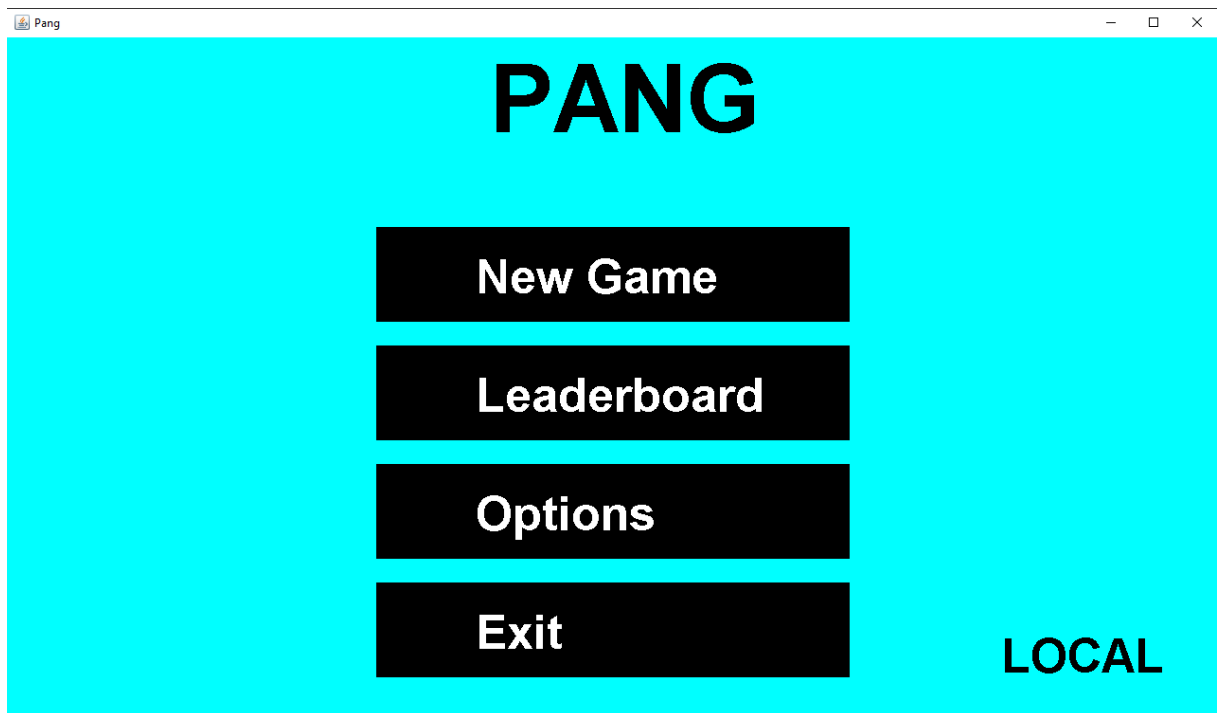 Pang
PANG
New Game
Leaderboard
Options
Exit
LOCAL